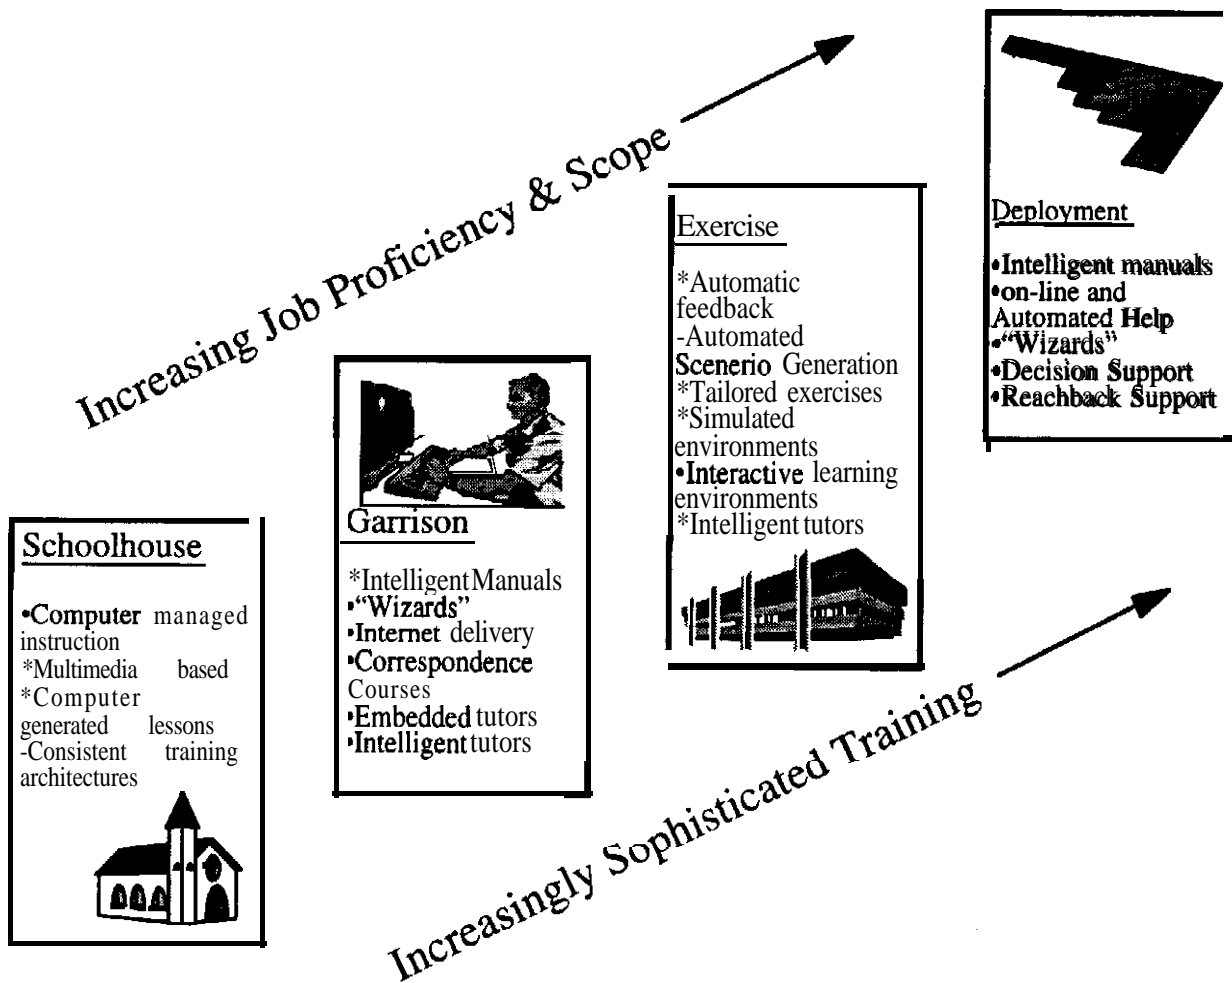 Increasing Job Proficiency & Scope
Schoolhouse
•Computer managed
instruction
*Multimedia based
*Computer
generated lessons
-Consistent training
architectures
Garrison
*Intelligent Manuals
•“Wizards”
•Internet delivery
•Correspondence
Courses
•Embedded tutors
•Intelligent tutors
Exercise
*Automatic
feedback
-Automated
Scenerio Generation
*Tailored exercises
*Simulated
environments
•Interactive learning
environments
*Intelligent tutors
Deployment
•Intelligent manuals
•on-line and
Automated Help
•“Wizards”
•Decision Support
•Reachback Support
Increasingly Sophisticated Training